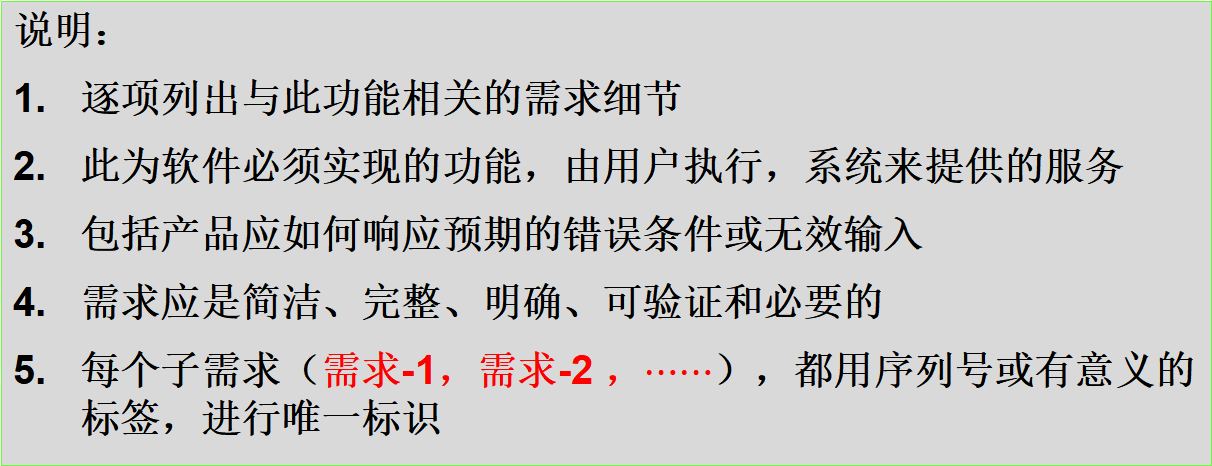 说明：
1. 逐项列出与此功能相关的需求细节
2. 此为软件必须实现的功能，由用户执行，系统来提供的服务
3. 包括产品应如何响应预期的错误条件或无效输入
4. 需求应是简洁、完整、明确、可验证和必要的
5. 每个子需求（需求-1，需求-2 ，……），都用序列号或有意义的
标签，进行唯一标识